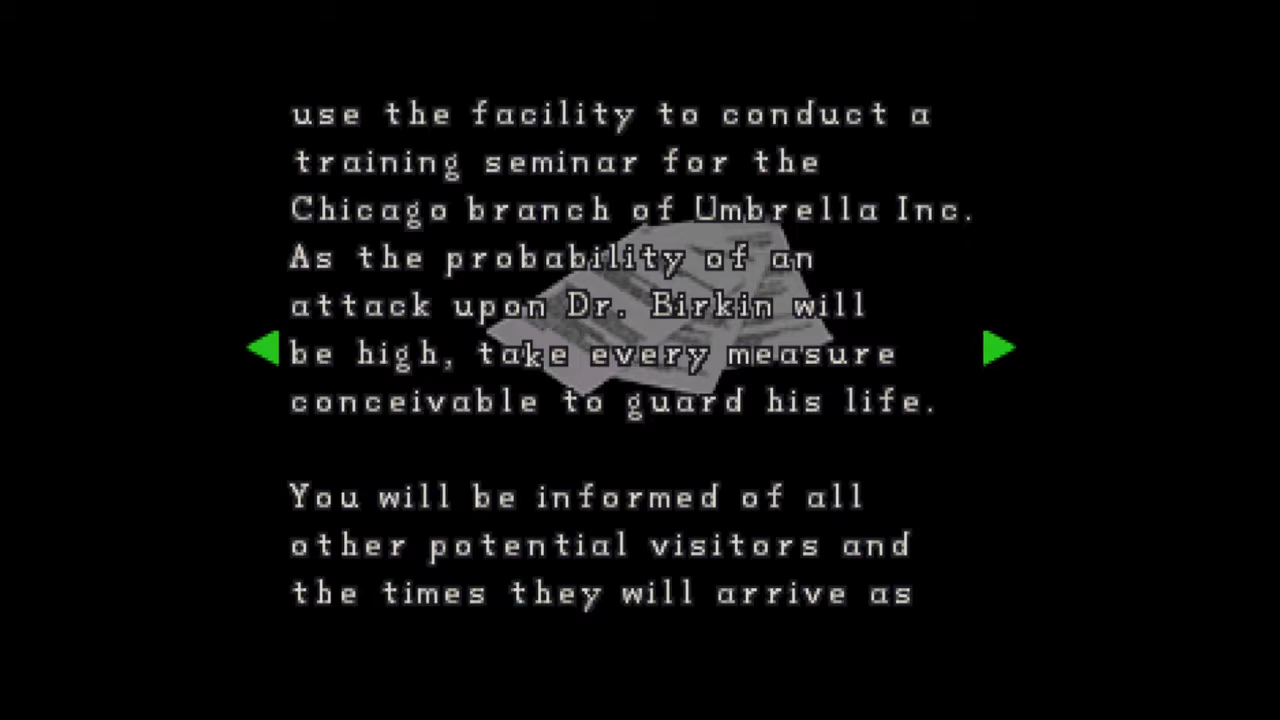 use the facility to conduct a
training seminar for the
Chicago branch of Umbrella Inc.
As the probability of an
attack upon Dr. Birkin will
be high, take every measure
conceivable to guard his life.
You will be informed of all
other potential visitors and
the times they will arrive as